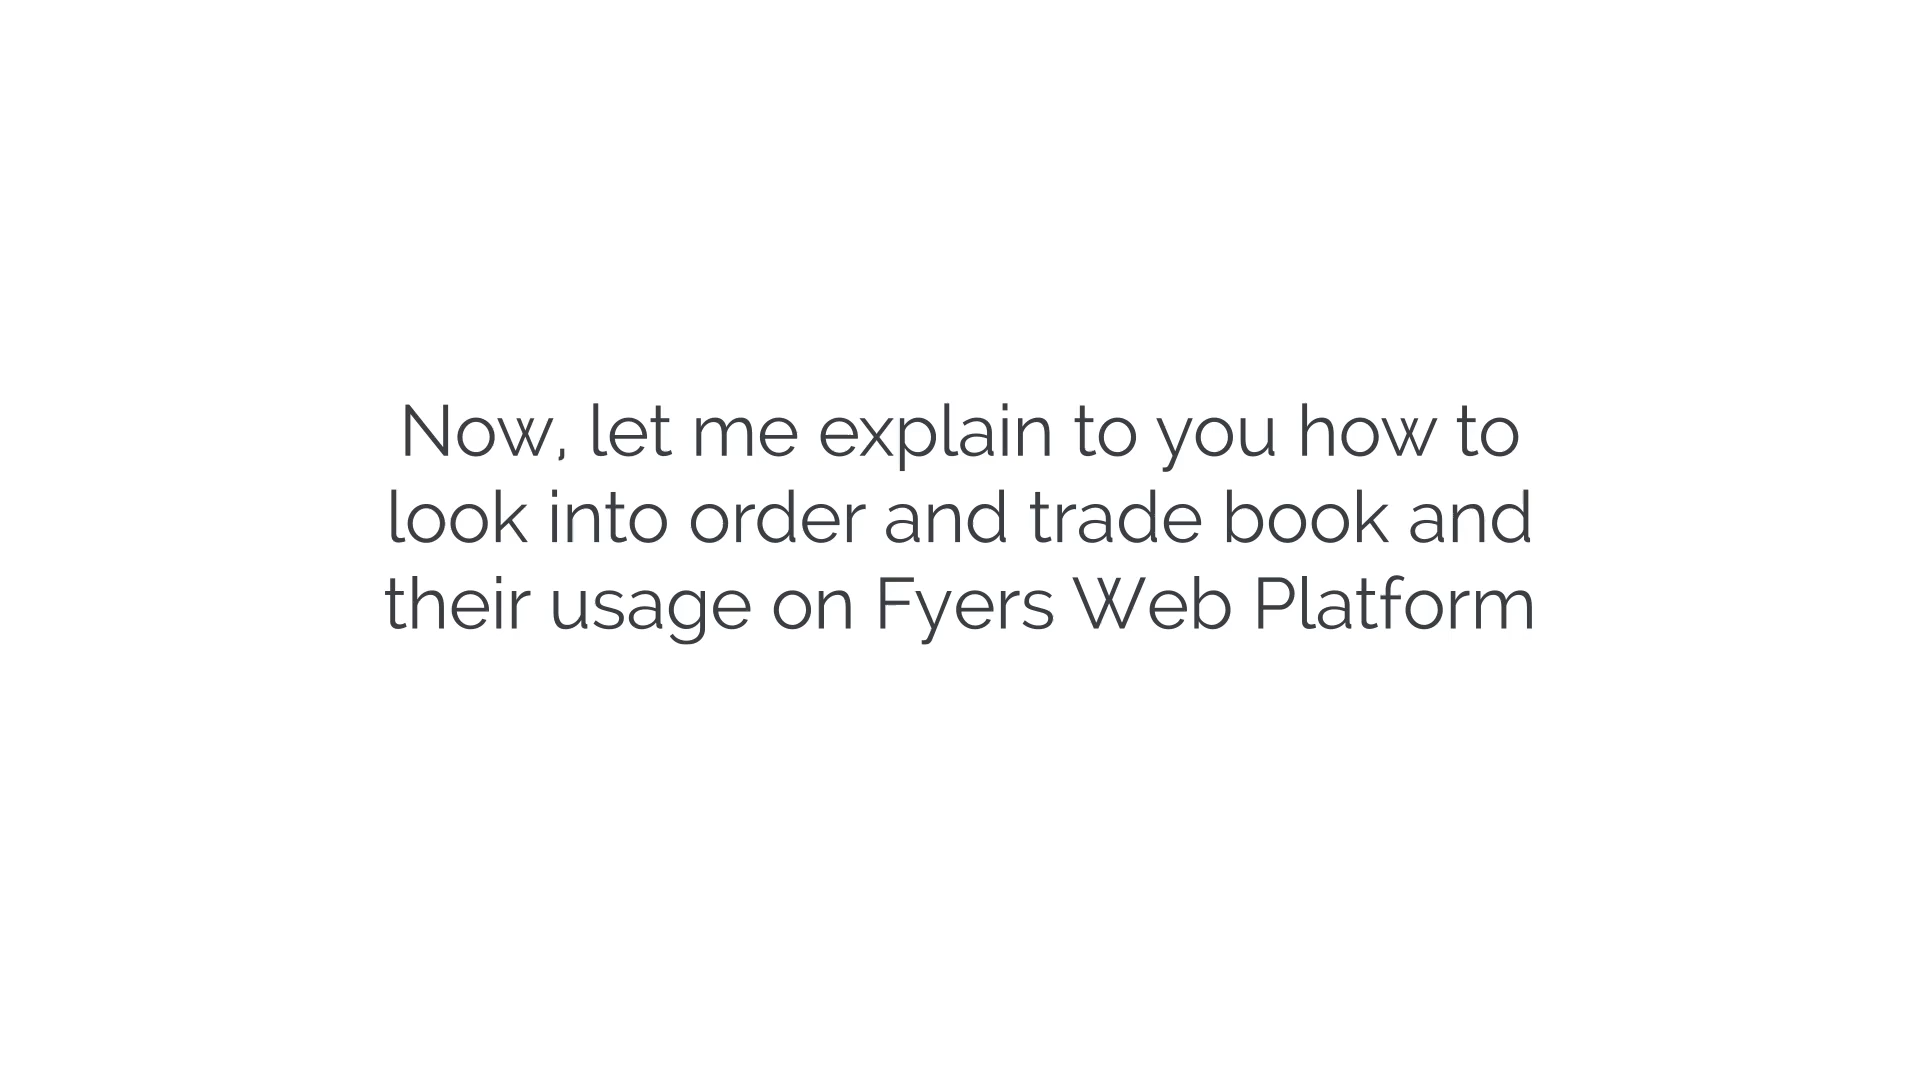 Now, let me explain to you how to
look into order and trade book and
their usage on Fyers Web Platform